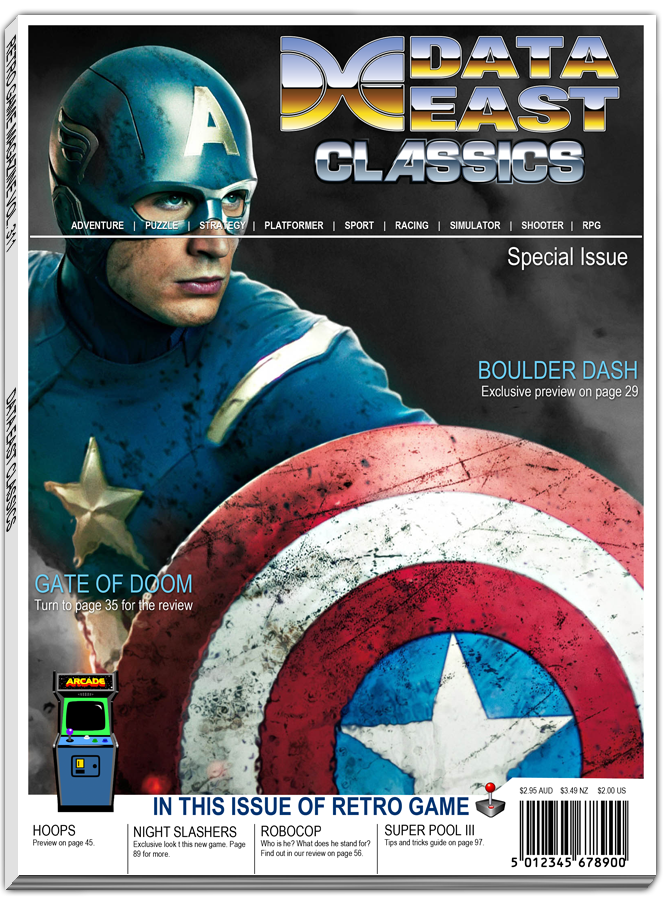 DATA
EAST
CLASSICS
ADVENTURE | PUZZLE | STRATEGY | PLATFORMER | SPORT | RACING | SIMULATOR | SHOOTER | RPG
Special Issue
BOULDER DASH
Exclusive preview on page 29
A
GATE OF DOOM
Turn to page 35 for the review
ARCADE
IN THIS ISSUE OF RETRO GAME
$2.95 AUD $3.49 NZ $2.00 US
HOOPS
Preview on page 45.
NIGHT SLASHERS
Exclusive look t this new game. Page
89 for more.
ROBOCOP
Who is he? What does he stand for?
Find out in our review on page 56.
SUPER POOL III
Tips and tricks guide on page 97.
5 012345 678900
DATA EAST CLASSICS